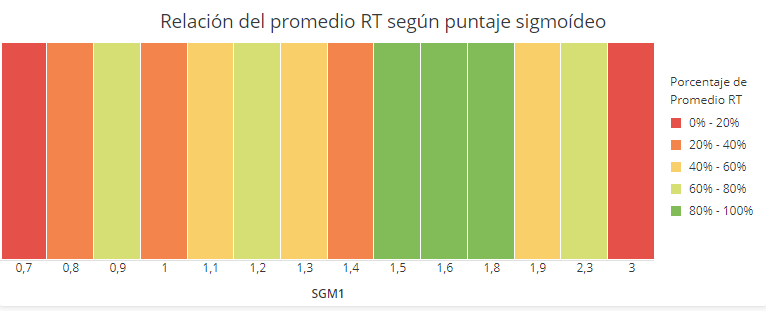 Relación del promedio RT según puntaje sigmoídeo
Porcentaje de
Promedio RT
0% - 20%
20% - 40%
40% - 60%
60% - 80%
80% - 100%
0,7 0,8 0,9 1 1,1 1,2 1,3 1,4 1,5 1,6 1,8 1,9 2,3 3
SGM1